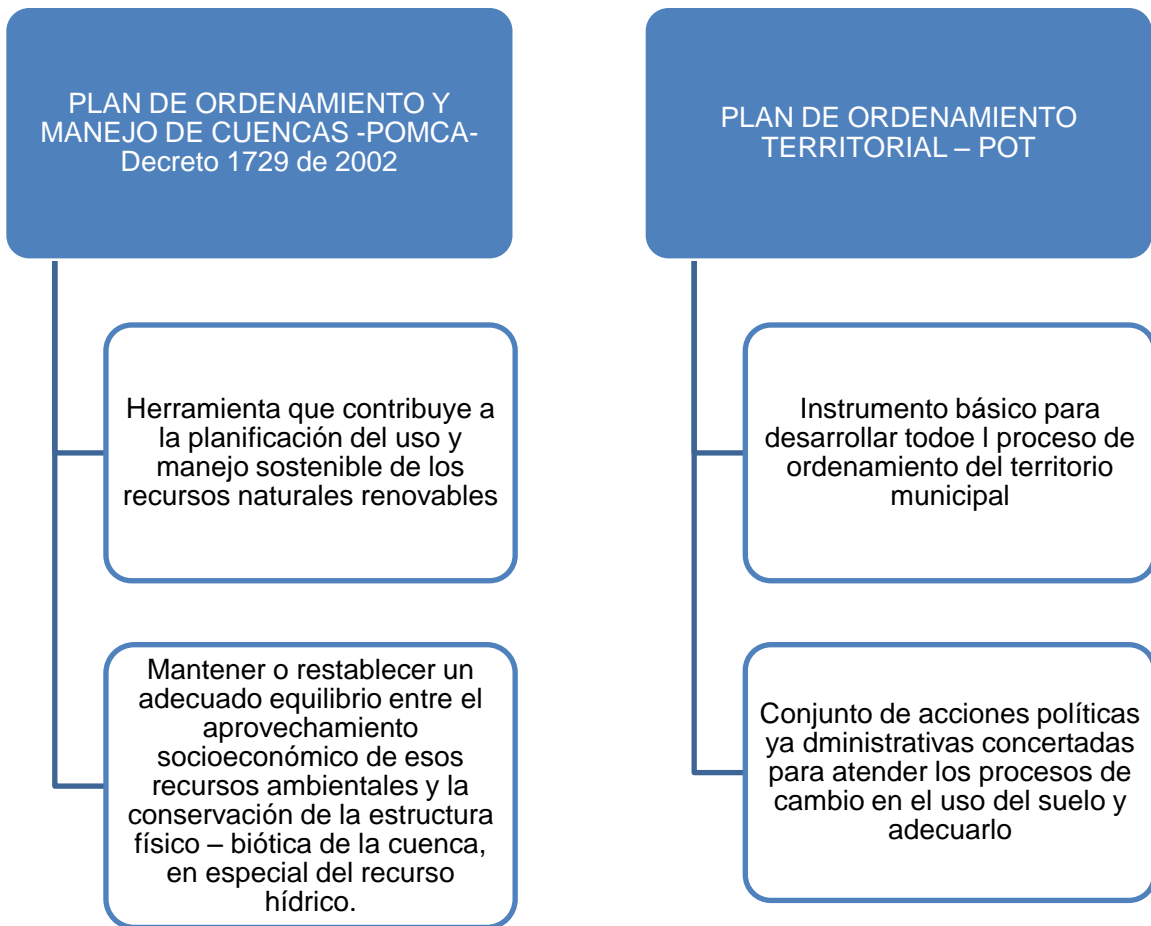 PLAN DE ORDENAMIENTO Y
MANEJO DE CUENCAS -POMCA-
Decreto 1729 de 2002
Herramienta que contribuye a
la planificación del uso y
manejo sostenible de los
recursos naturales renovables
Mantener o restablecer un
adecuado equilibrio entre el
aprovechamiento
socioeconómico de esos
recursos ambientales y la
conservación de la estructura
físico – biótica de la cuenca,
en especial del recurso
hídrico.
PLAN DE ORDENAMIENTO
TERRITORIAL – POT
Instrumento básico para
desarrollar todoe l proceso de
ordenamiento del territorio
municipal
Conjunto de acciones políticas
ya dministrativas concertadas
para atender los procesos de
cambio en el uso del suelo y
adecuarlo